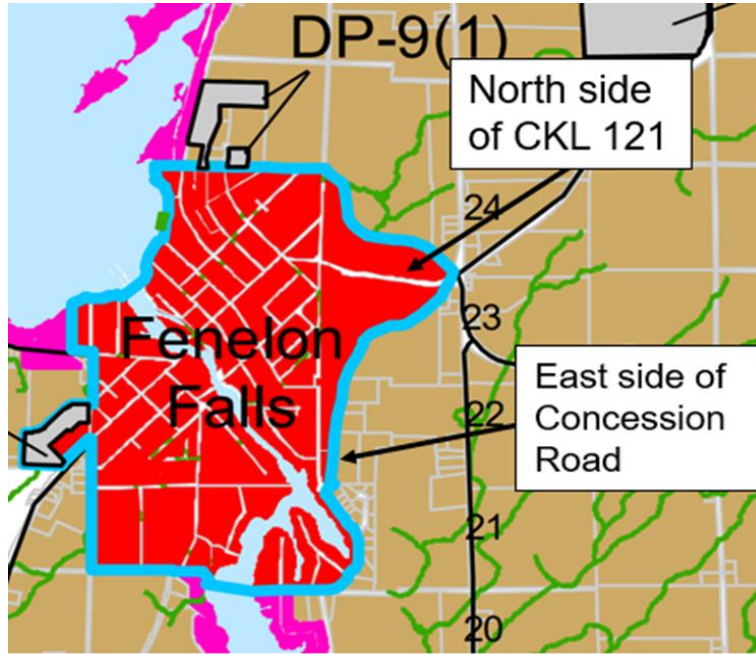 DP-9(1)
North side
of CKL 121
24
23
Fenelon
Falls
East side of
Concession
Road
22
21
20